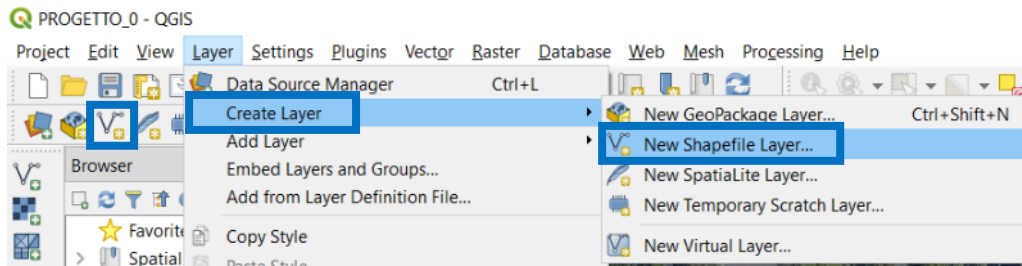 PROGETTO_0 - QGIS
Project Edit View Layer Settings Plugins Vector Raster Database Web Mesh Processing Help
Data Source Manager Ctrl+L
Create Layer
New GeoPackage Layer... Ctrl+Shift+N
Add Layer
New Shapefile Layer...
Browser
Embed Layers and Groups...
New SpatiaLite Layer...
Add from Layer Definition File...
New Temporary Scratch Layer...
Favorite
Copy Style
New Virtual Layer...
Spatial
Paste Style